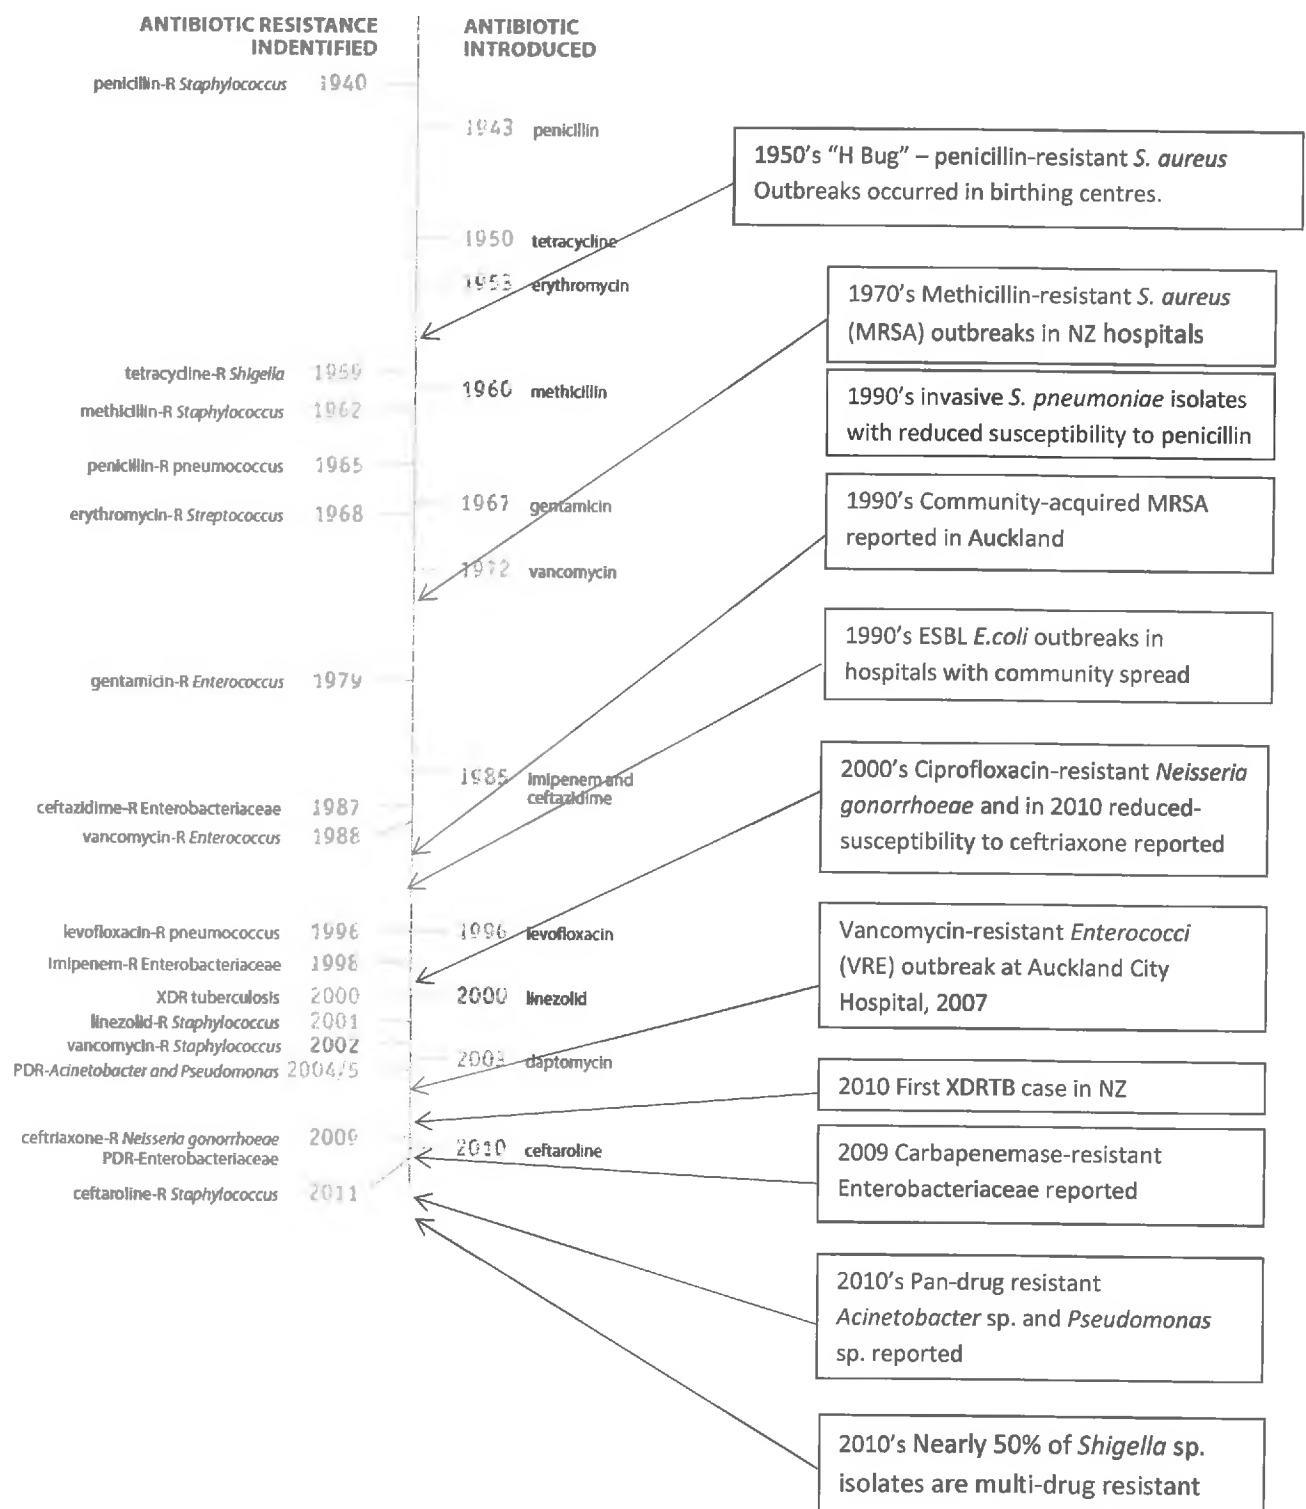 ANTIBIOTIC RESISTANCE
INDENTIFIED
penicillin-R Staphylococcus 1940
tetracycline-R Shigella 1959
methicillin-R Staphylococcus 1962
penicillin-R pneumococcus 1965
erythromycin-R Streptococcus 1968
gentamicin-R Enterococcus 1979
ceftazidime-R Enterobacteriaceae 1987
vancomycin-R Enterococcus 1988
levofloxacin-R pneumococcus 1996
imipenem-R Enterobacteriaceae 1998
XDR tuberculosis 2000
linezolid-R Staphylococcus 2001
vancomycin-R Staphylococcus 2002
PDR-Acinetobacter and Pseudomonas 2004/5
ceftriaxone-R Neisseria gonorrhoeae 2009
PDR-Enterobacteriaceae
ceftaroline-R Staphylococcus 2011
ANTIBIOTIC
INTRODUCED
1943 penicillin
1950 tetracycline
1953 erythromycin
1960 methicillin
1967 gentamicin
1972 vancomycin
1985 imipenem and
ceftazidime
1996 levofloxacin
2000 linezolid
2003 daptomycin
2010 ceftaroline
1950's "H Bug" – penicillin-resistant S. aureus
Outbreaks occurred in birthing centres.
1970's Methicillin-resistant S. aureus
(MRSA) outbreaks in NZ hospitals
1990's invasive S. pneumoniae isolates
with reduced susceptibility to penicillin
1990's Community-acquired MRSA
reported in Auckland
1990's ESBL E.coli outbreaks in
hospitals with community spread
2000's Ciprofloxacin-resistant Neisseria
gonorrhoeae and in 2010 reduced-
susceptibility to ceftriaxone reported
Vancomycin-resistant Enterococci
(VRE) outbreak at Auckland City
Hospital, 2007
2010 First XDRTB case in NZ
2009 Carbapenemase-resistant
Enterobacteriaceae reported
2010's Pan-drug resistant
Acinetobacter sp. and Pseudomonas
sp. reported
2010's Nearly 50% of Shigella sp.
isolates are multi-drug resistant